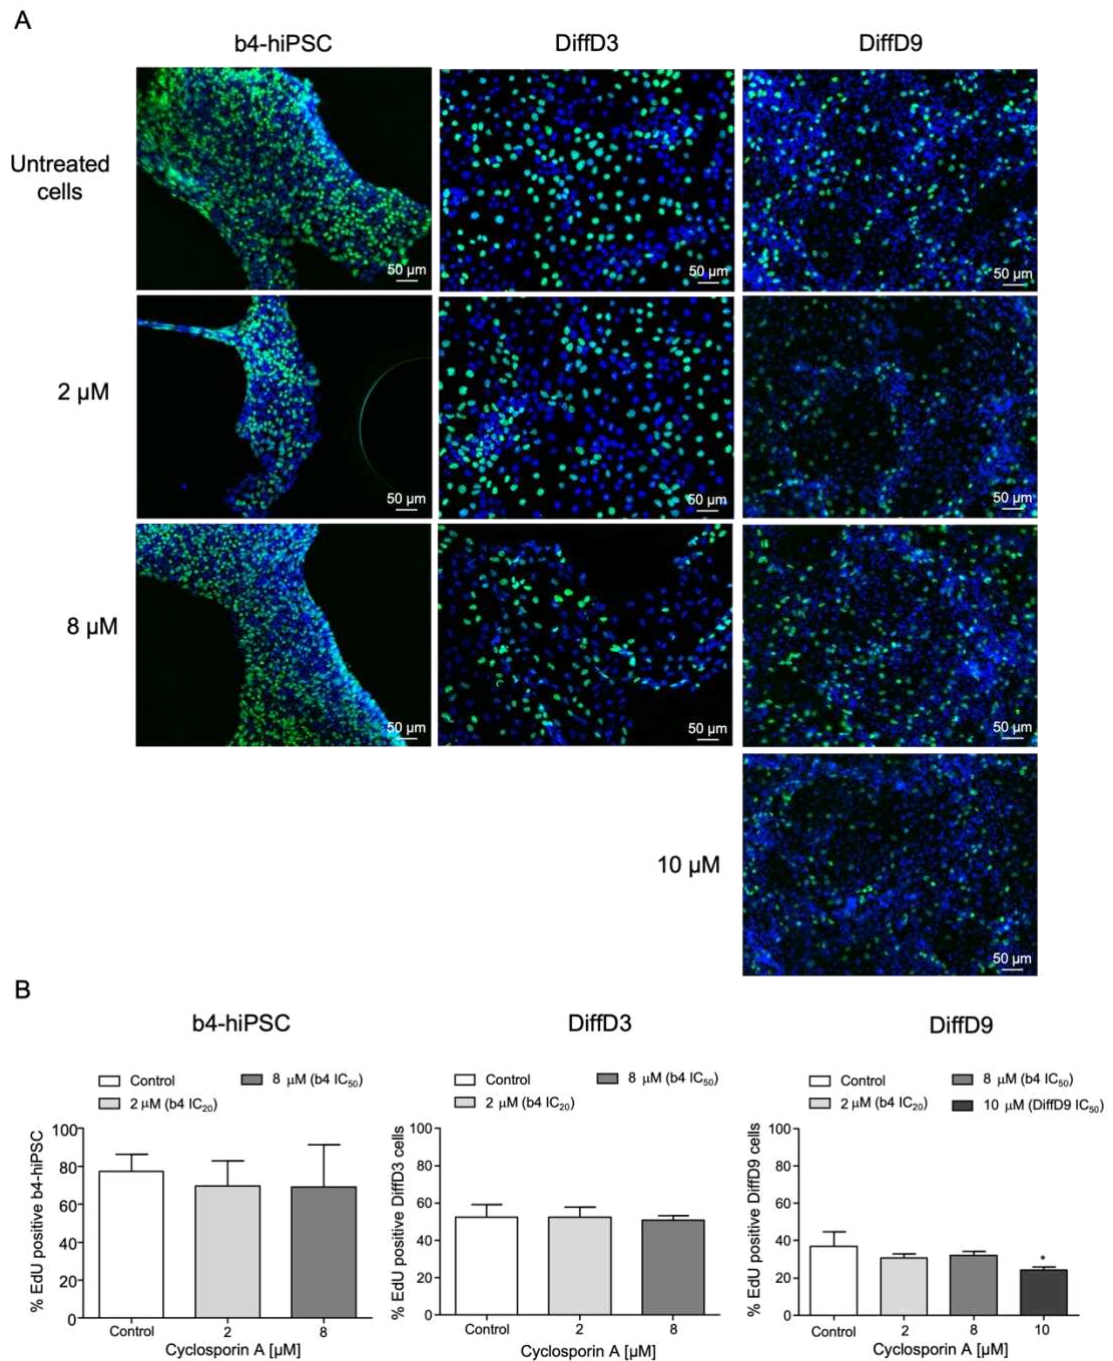 A
b4-hiPSC DiffD3 DiffD9
Untreated
cells
50 µm 50 µm 50 µm
2 µM
50 µm 50 µm 50 µm
8 µM
50 µm 50 µm 50 µm
10 µM
50 µm
B
b4-hiPSC
Control
8 µM (b4 IC50)
2 µM (b4 IC20)
% EdU positive b4-hiPSC
100
80
60
40
20
0
Control 2 8
Cyclosporin A [µM]
DiffD3
Control
8 µM (b4 IC50)
2 µM (b4 IC20)
% EdU positive DiffD3 cells
100
80
60
40
20
0
Control 2 8
Cyclosporin A [µM]
DiffD9
Control
8 µM (b4 IC50)
2 µM (b4 IC20)
10 µM (DiffD9 IC50)
% EdU positive DiffD9 cells
100
80
60
40
20
0
*
Control 2 8 10
Cyclosporin A [µM]